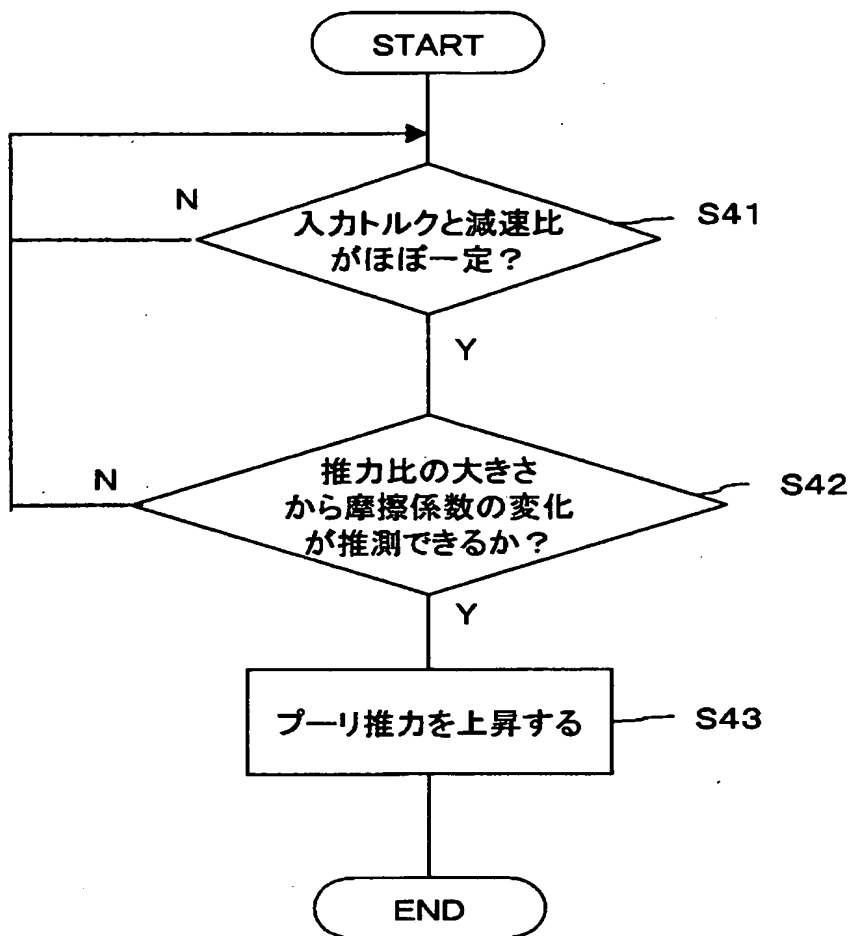 START
N
入力トルクと減速比
がほぼ一定？
S41
Y
N
推力比の大きさ
から摩擦係数の変化
が推測できるか？
S42
Y
プーリ推力を上昇する
S43
END